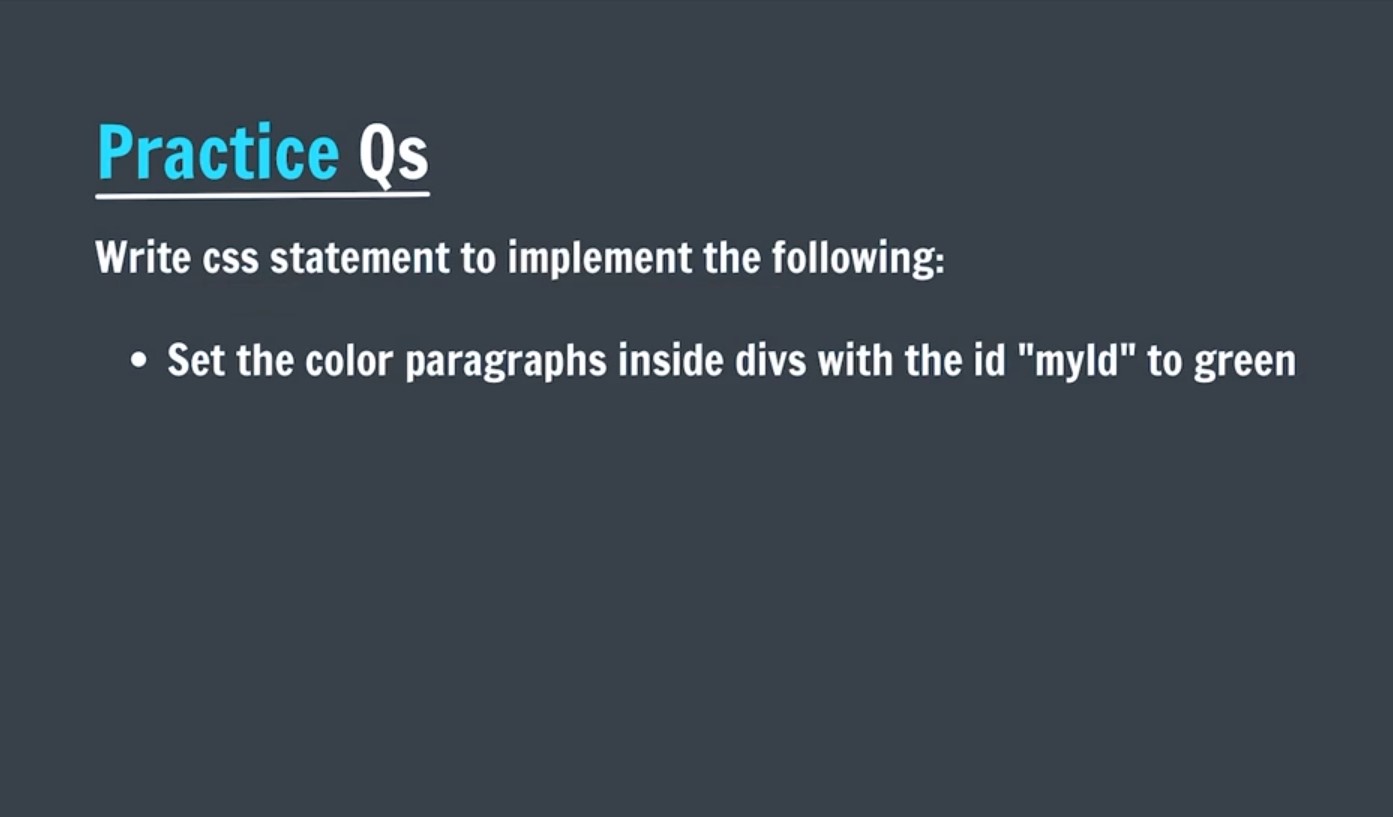 Practice Qs
Write css statement to implement the following:
• Set the color paragraphs inside divs with the id "myId" to green